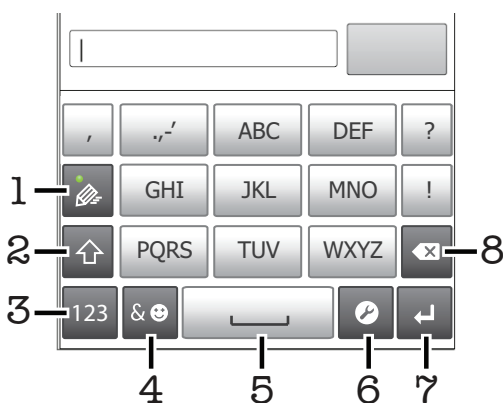 , .,-′ ABC DEF ?
1 GHI JKL MNO !
2 PQRS TUV WXYZ 8
3 123 &
4 5 6 7